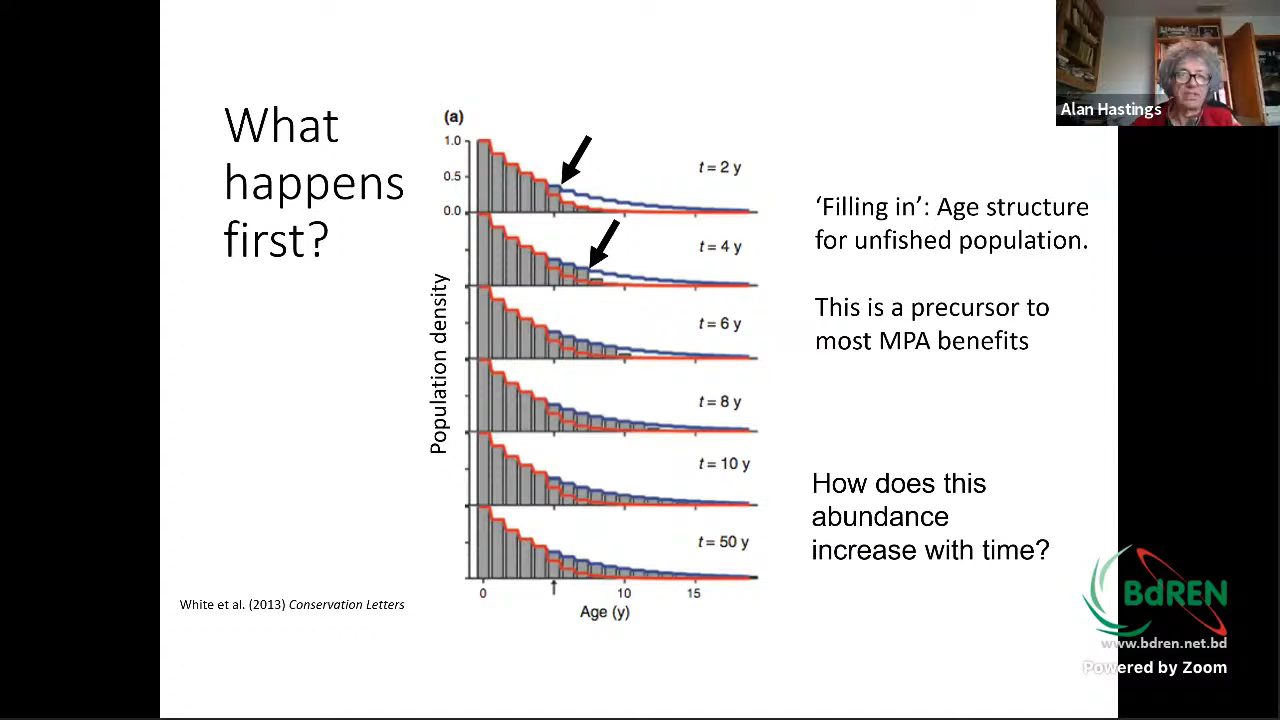 What
happens
first?
(a)
1.0
0.5
0.0
t = 2 y
t = 4 y
t = 6 y
t = 8 y
t = 10 y
t = 50 y
Population density
0
10
15
Age (y)
White et al. (2013) Conservation Letters
‘Filling in’: Age structure
for unfished population.
This is a precursor to
most MPA benefits
How does this
abundance
increase with time?
Alan Hastings
BdREN
www.bdren.net.bd
Powered by Zoom